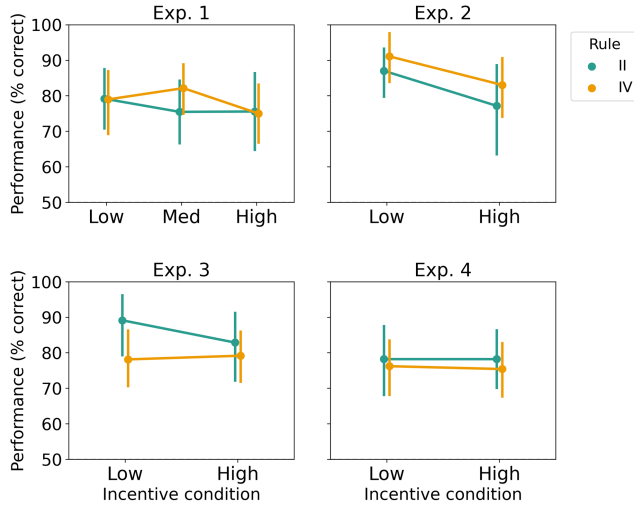 Exp. 1
Exp. 2
Performance (% correct)
100
90
80
70
60
50
Low
Med
High
Low
High
Rule
II
IV
Exp. 3
Exp. 4
Performance (% correct)
100
90
80
70
60
50
Low
High
Incentive condition
Low
High
Incentive condition